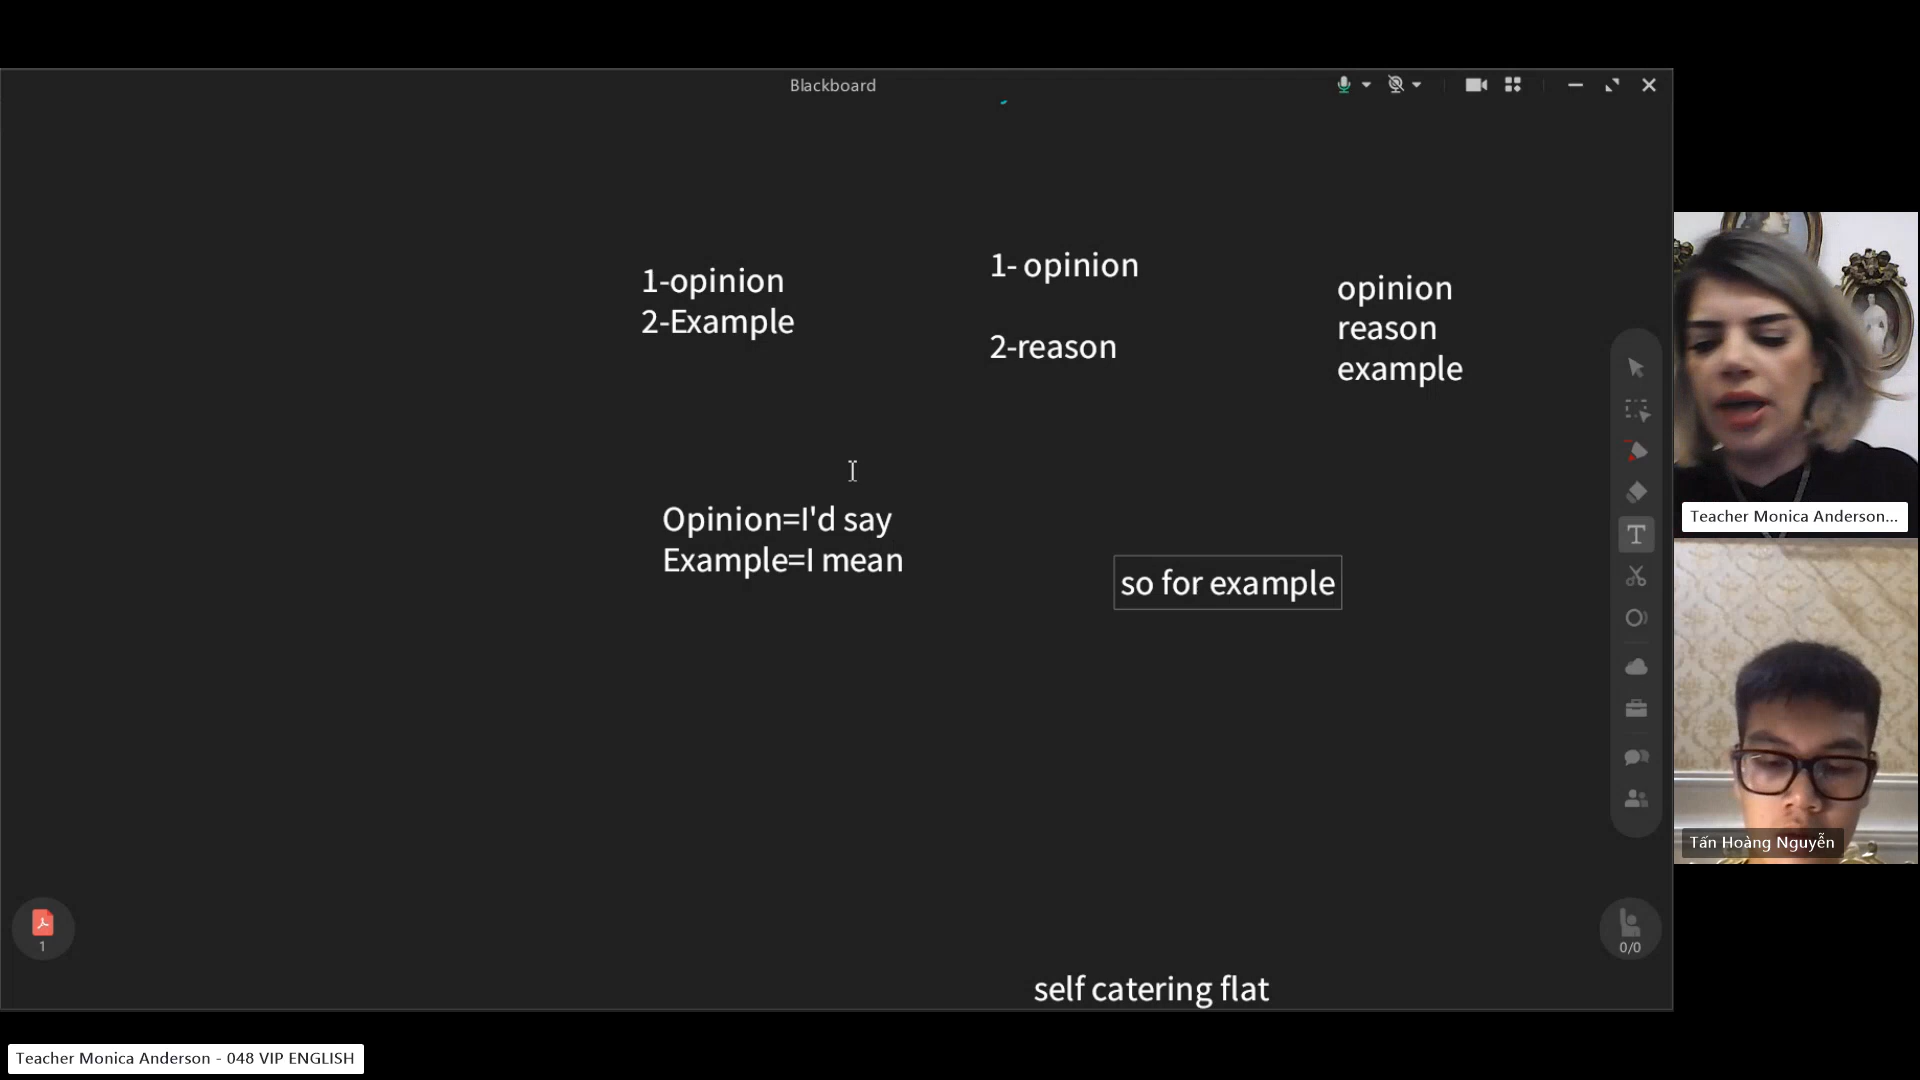 Blackboard
1-opinion
2-Example
1- opinion
2-reason
opinion
reason
example
Opinion=I'd say
Example=I mean
so for example
self catering flat
T
1
0/0
Teacher Monica Anderson...
Tấn Hoàng Nguyễn
Teacher Monica Anderson - 048 VIP ENGLISH